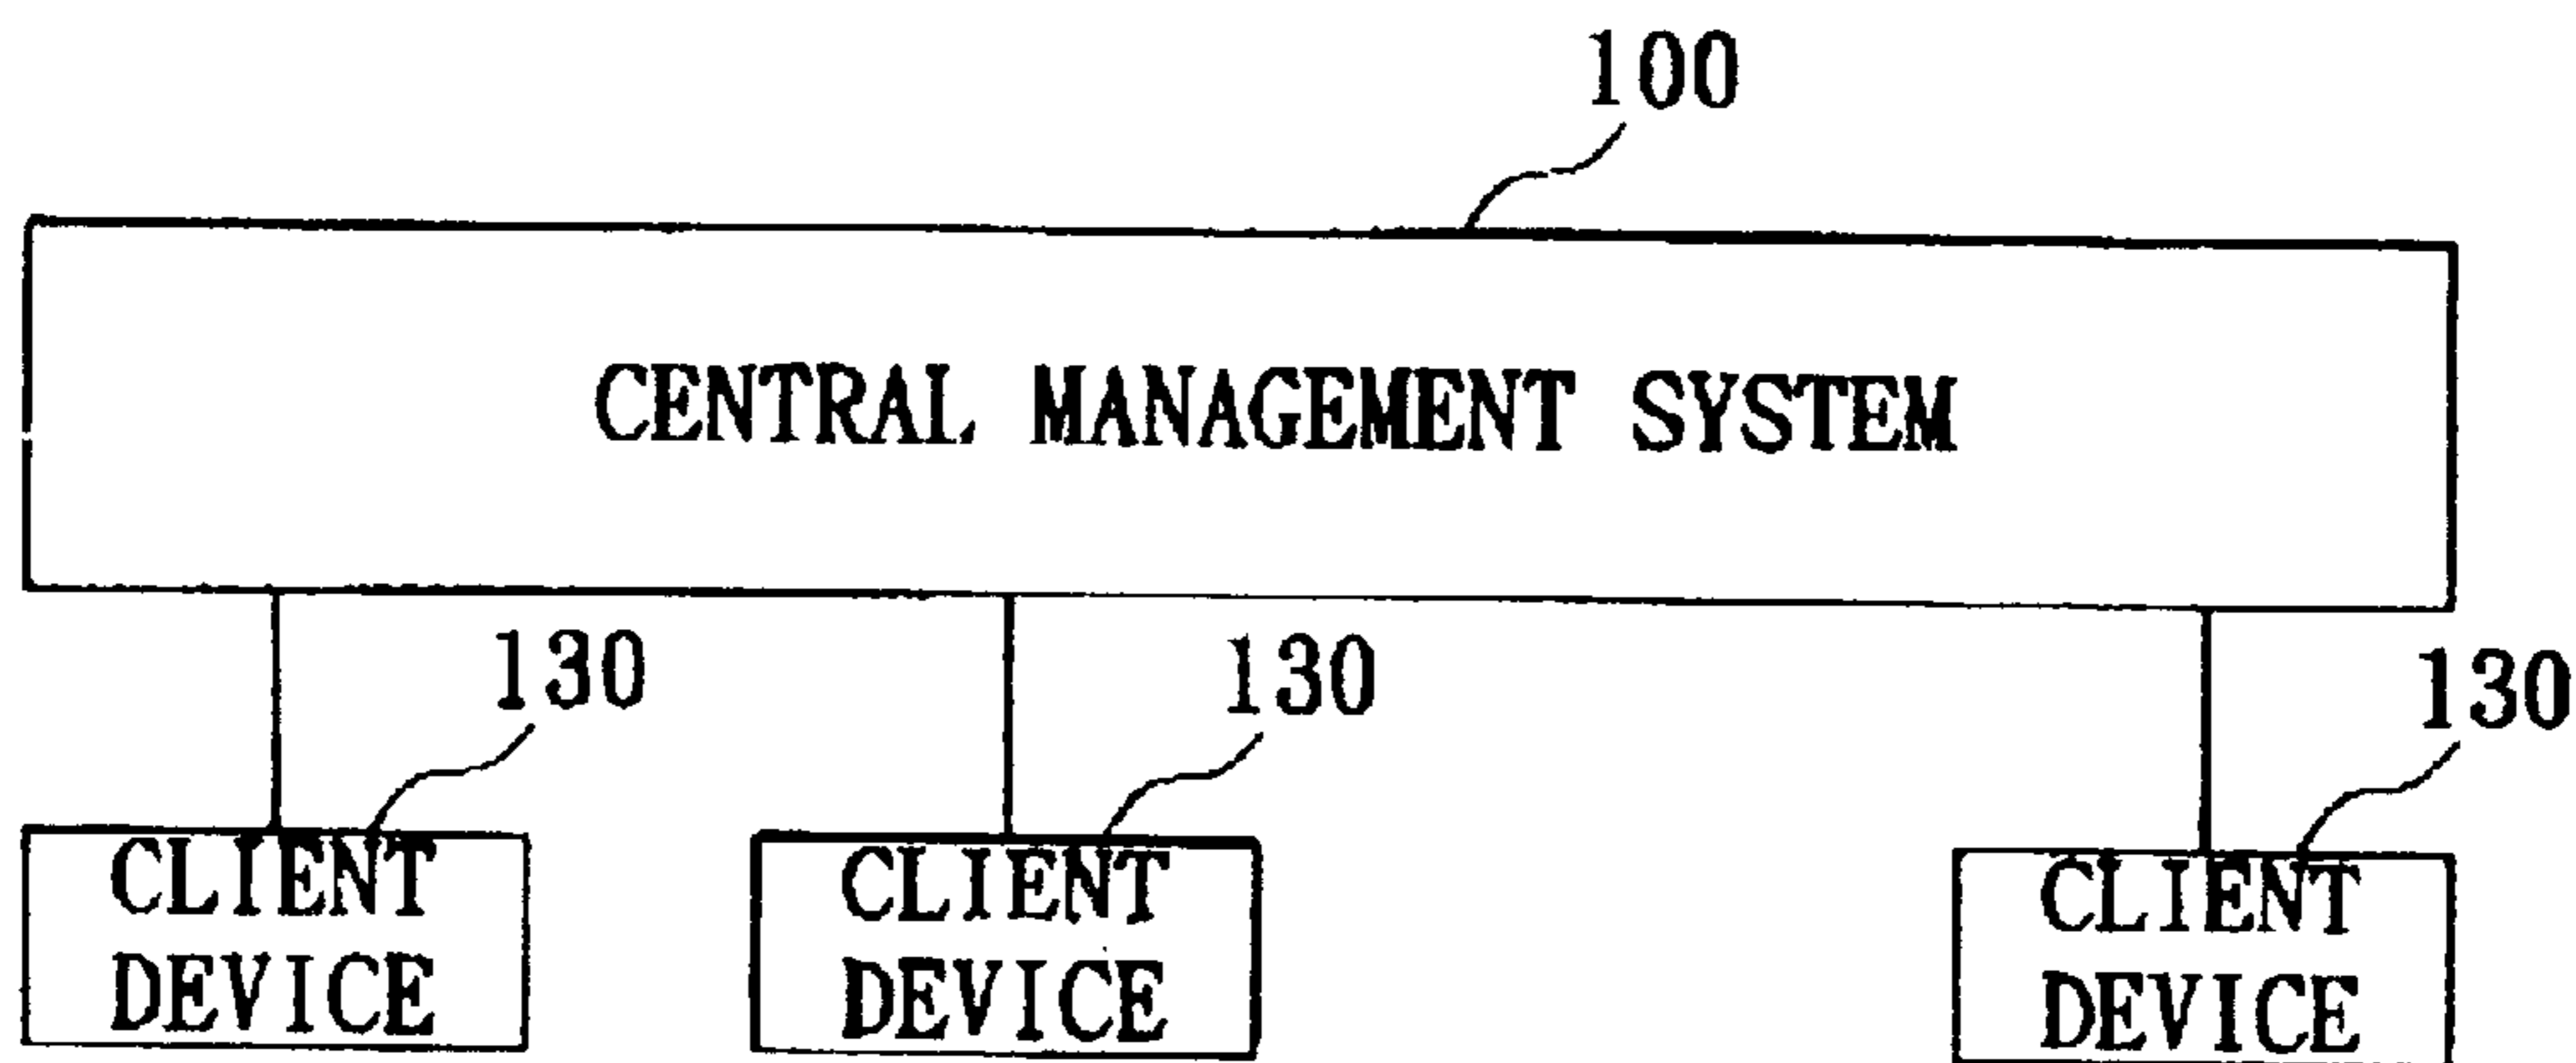 100
CENTRAL MANAGEMENT SYSTEM
130
130
130
CLIENT
DEVICE
CLIENT
DEVICE
CLIENT
DEVICE